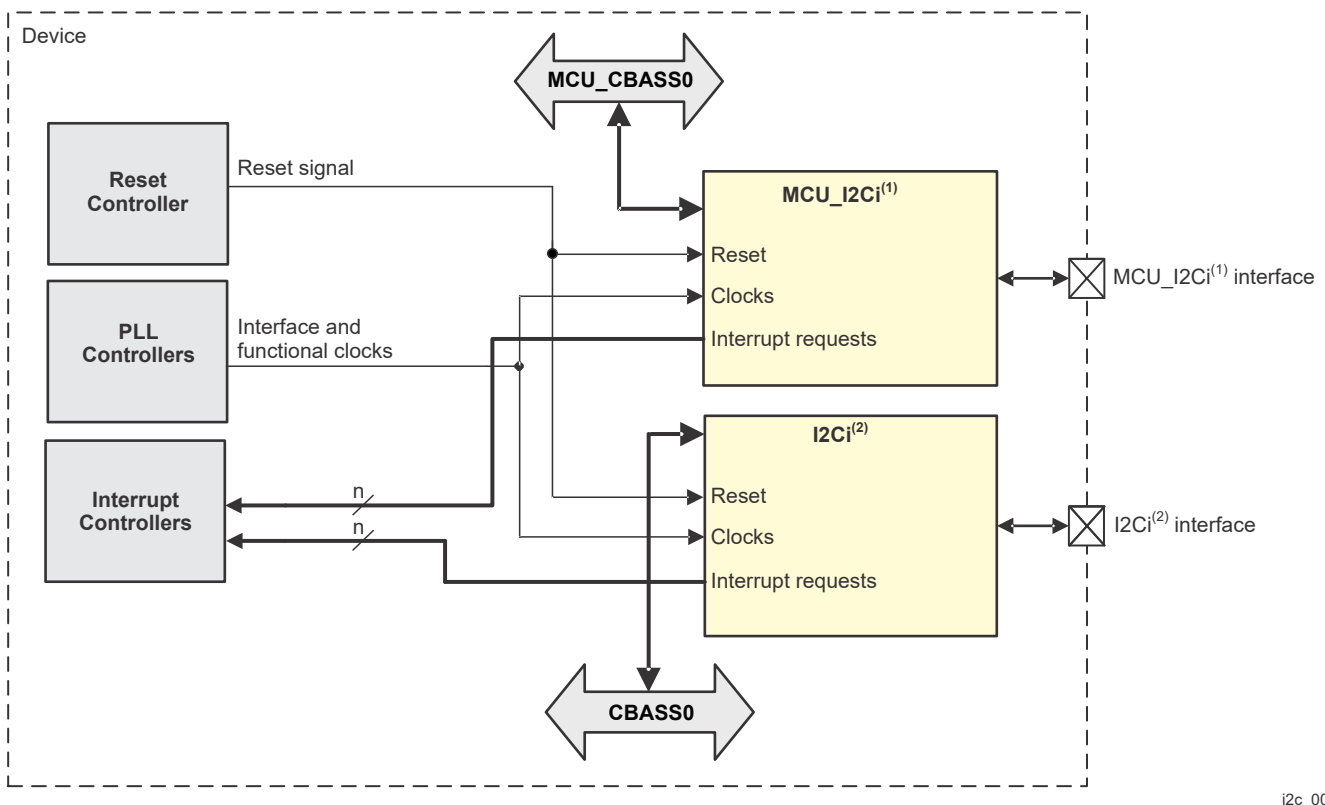 Device
MCU_CBASS0
Reset
Controller
Reset signal
MCU_I2Ci(1)
Reset
Clocks
Interrupt requests
MCU_I2Ci(1) interface
PLL
Controllers
Interface and
functional clocks
I2Ci(2)
Interrupt
Controllers
n
n
Reset
Clocks
Interrupt requests
I2Ci(2) interface
CBASS0